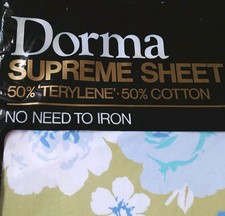 Dorma
SUPREME SHEET
50% 'TERYLENE'·50% COTTON
NO NEED TO IRON